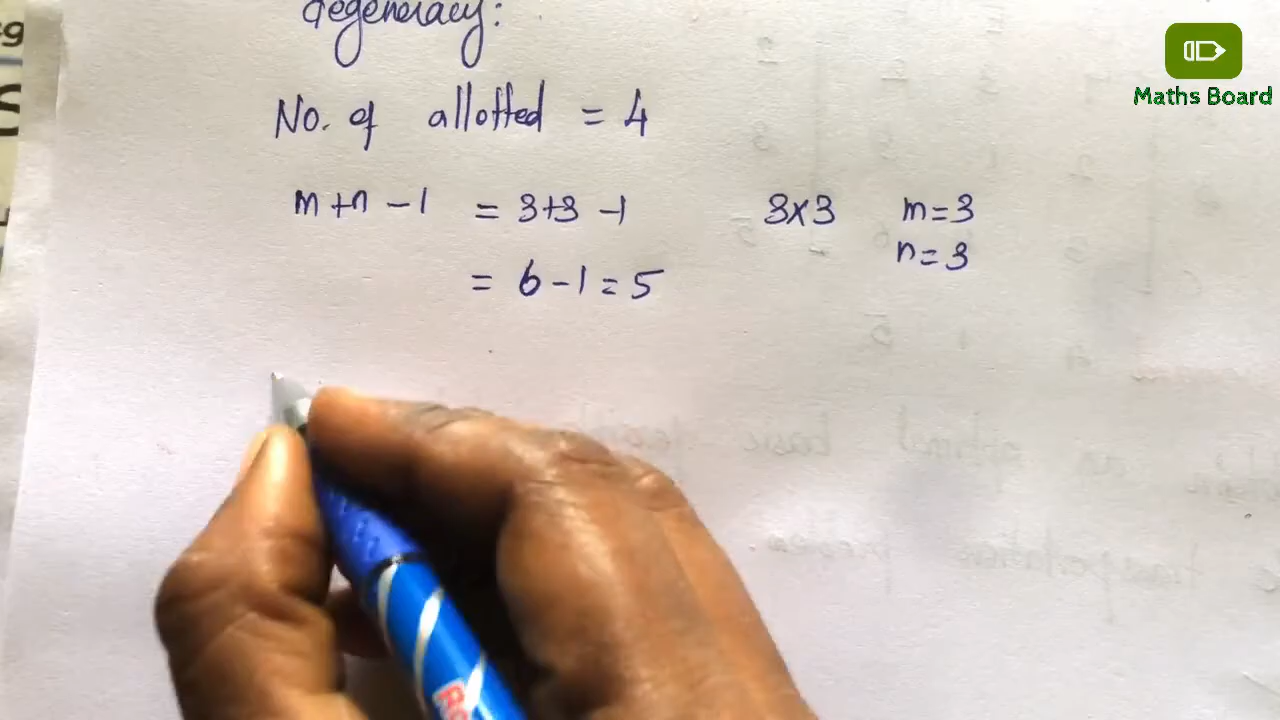 degeneracy:
No. of allotted = 4
m+n-1 = 3+3-1 3x3 m=3
n=3
= 6-1=5
Maths Board